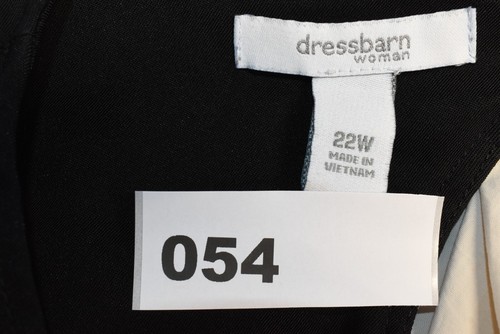 dressbarn
woman
22W
MADE IN
VIETNAM
054